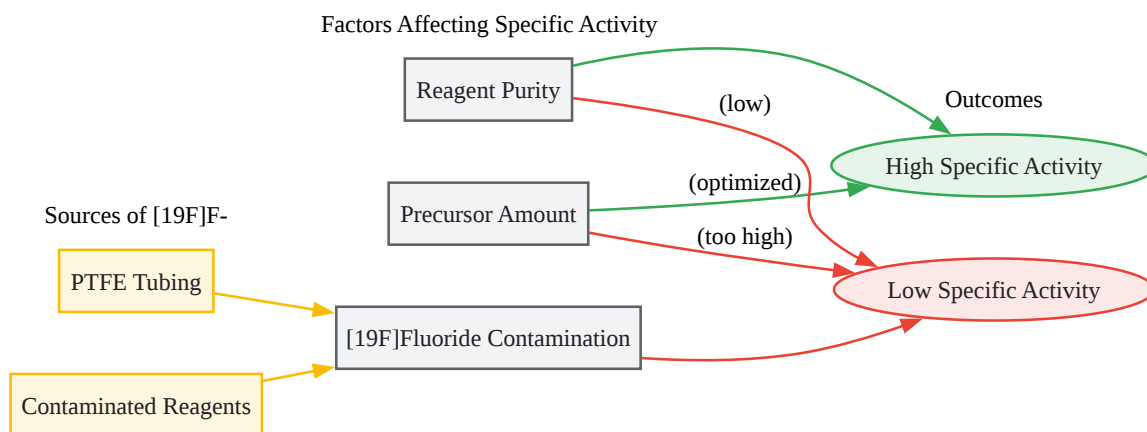 Factors Affecting Specific Activity
Reagent Purity
(low)
Outcomes
High Specific Activity
(optimized)
Precursor Amount
(too high)
Sources of [19F]F-
PTFE Tubing
Low Specific Activity
[19F]Fluoride Contamination
Contaminated Reagents